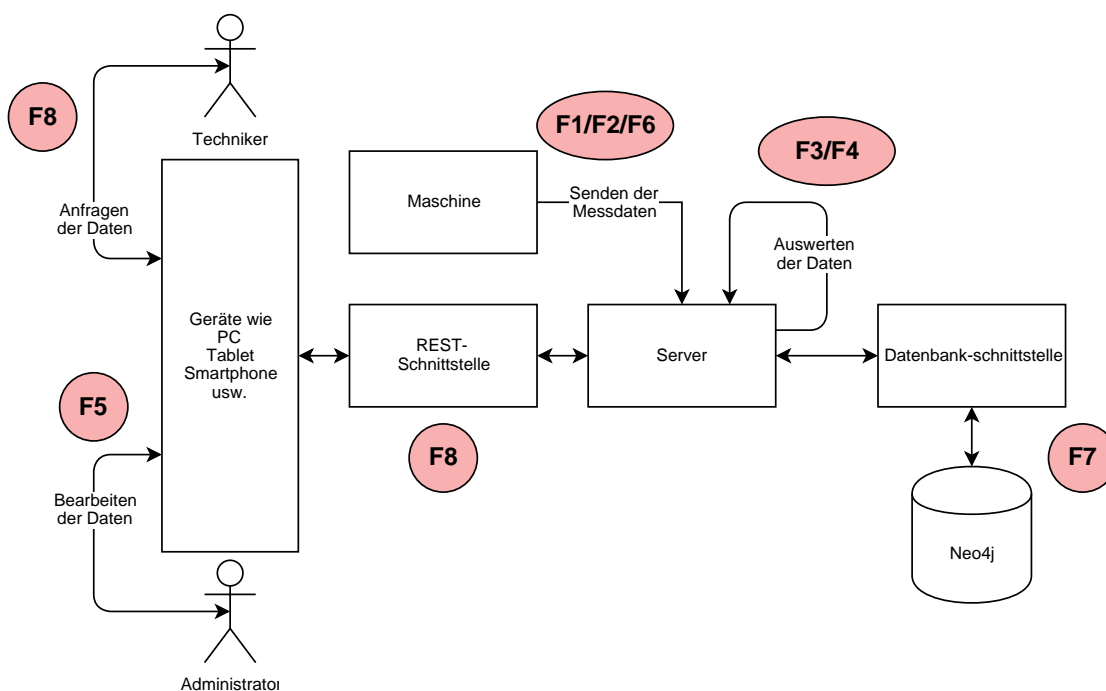 F8
Techniker
Anfragen
der Daten
F1/F2/F6
F3/F4
Maschine
Senden der
Messdaten
Auswerten
der Daten
Geräte wie
PC
Tablet
Smartphone
usw.
REST-
Schnittstelle
Server
Datenbank-schnittstelle
F5
F8
F7
Bearbeiten
der Daten
Neo4j
Administrator